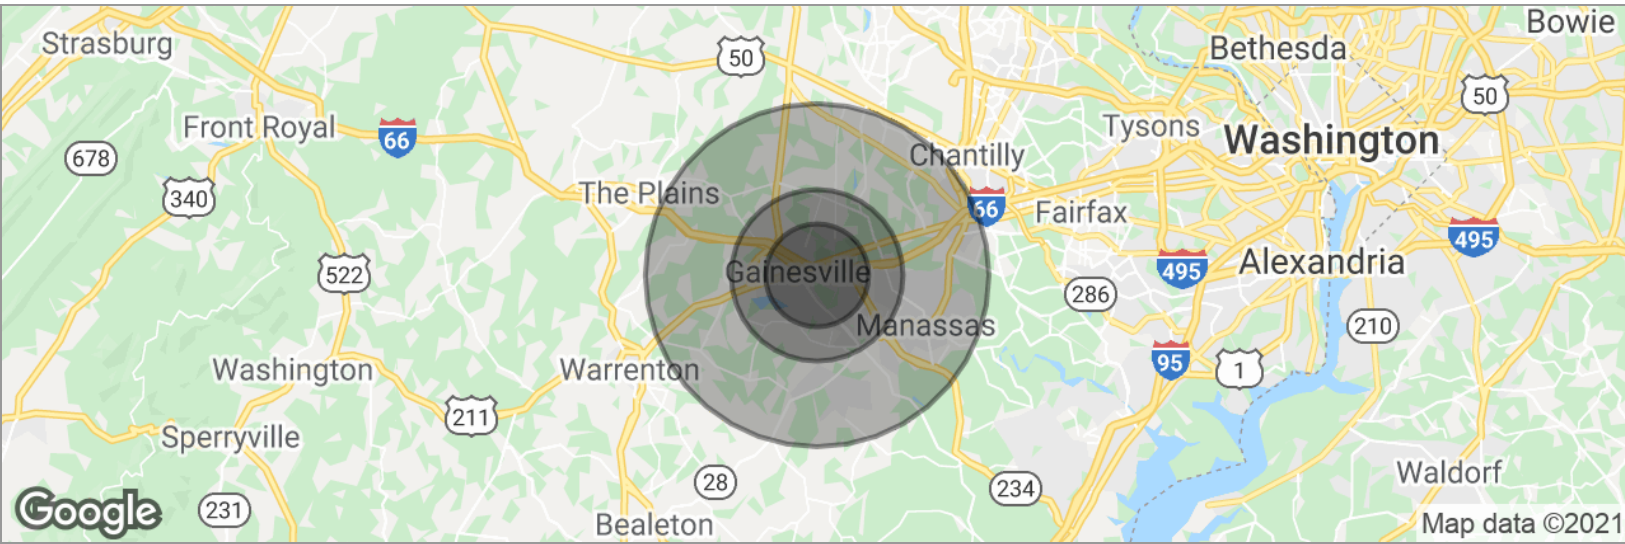 Bowie
Strasburg
Bethesda
50
50
Front Royal
66
Tysons
Washington
678
Chantilly
340
The Plains
66
Fairfax
495
522
Gainesville
495
Alexandria
286
Manassas
210
Washington
Warrenton
95
1
211
Sperryville
28
234
Waldorf
Google
231
Bealeton
Map data ©2021